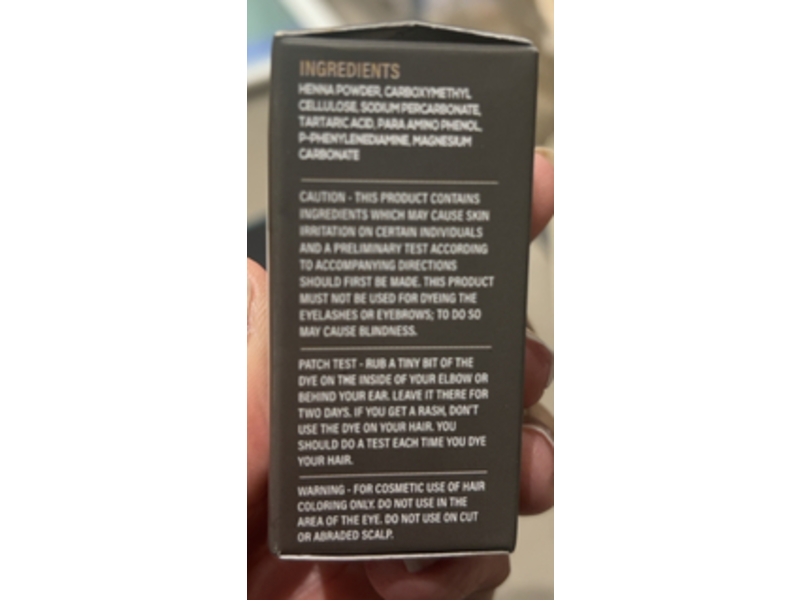 INGREDIENTS
HENNA POWDER, CARBOXYMETHYL
CELLULOSE, SODIUM PERCARBONATE,
TARTARIC ACID, PARA AMINO PHENOL,
P-PHENYLENEDIAMINE, MAGNESIUM
CARBONATE
CAUTION - THIS PRODUCT CONTAINS
INGREDIENTS WHICH MAY CAUSE SKIN
IRRITATION ON CERTAIN INDIVIDUALS
AND A PRELIMINARY TEST ACCORDING
TO ACCOMPANYING DIRECTIONS
SHOULD FIRST BE MADE. THIS PRODUCT
MUST NOT BE USED FOR DYEING THE
EYELASHES OR EYEBROWS; TO DO SO
MAY CAUSE BLINDNESS.
PATCH TEST - RUB A TINY BIT OF THE
DYE ON THE INSIDE OF YOUR ELBOW OR
BEHIND YOUR EAR. LEAVE IT THERE FOR
TWO DAYS. IF YOU GET A RASH, DON'T
USE THE DYE ON YOUR HAIR. YOU
SHOULD DO A TEST EACH TIME YOU DYE
YOUR HAIR.
WARNING - FOR COSMETIC USE OF HAIR
COLORING ONLY. DO NOT USE IN THE
AREA OF THE EYE. DO NOT USE ON CUT
OR ABRADED SCALP.